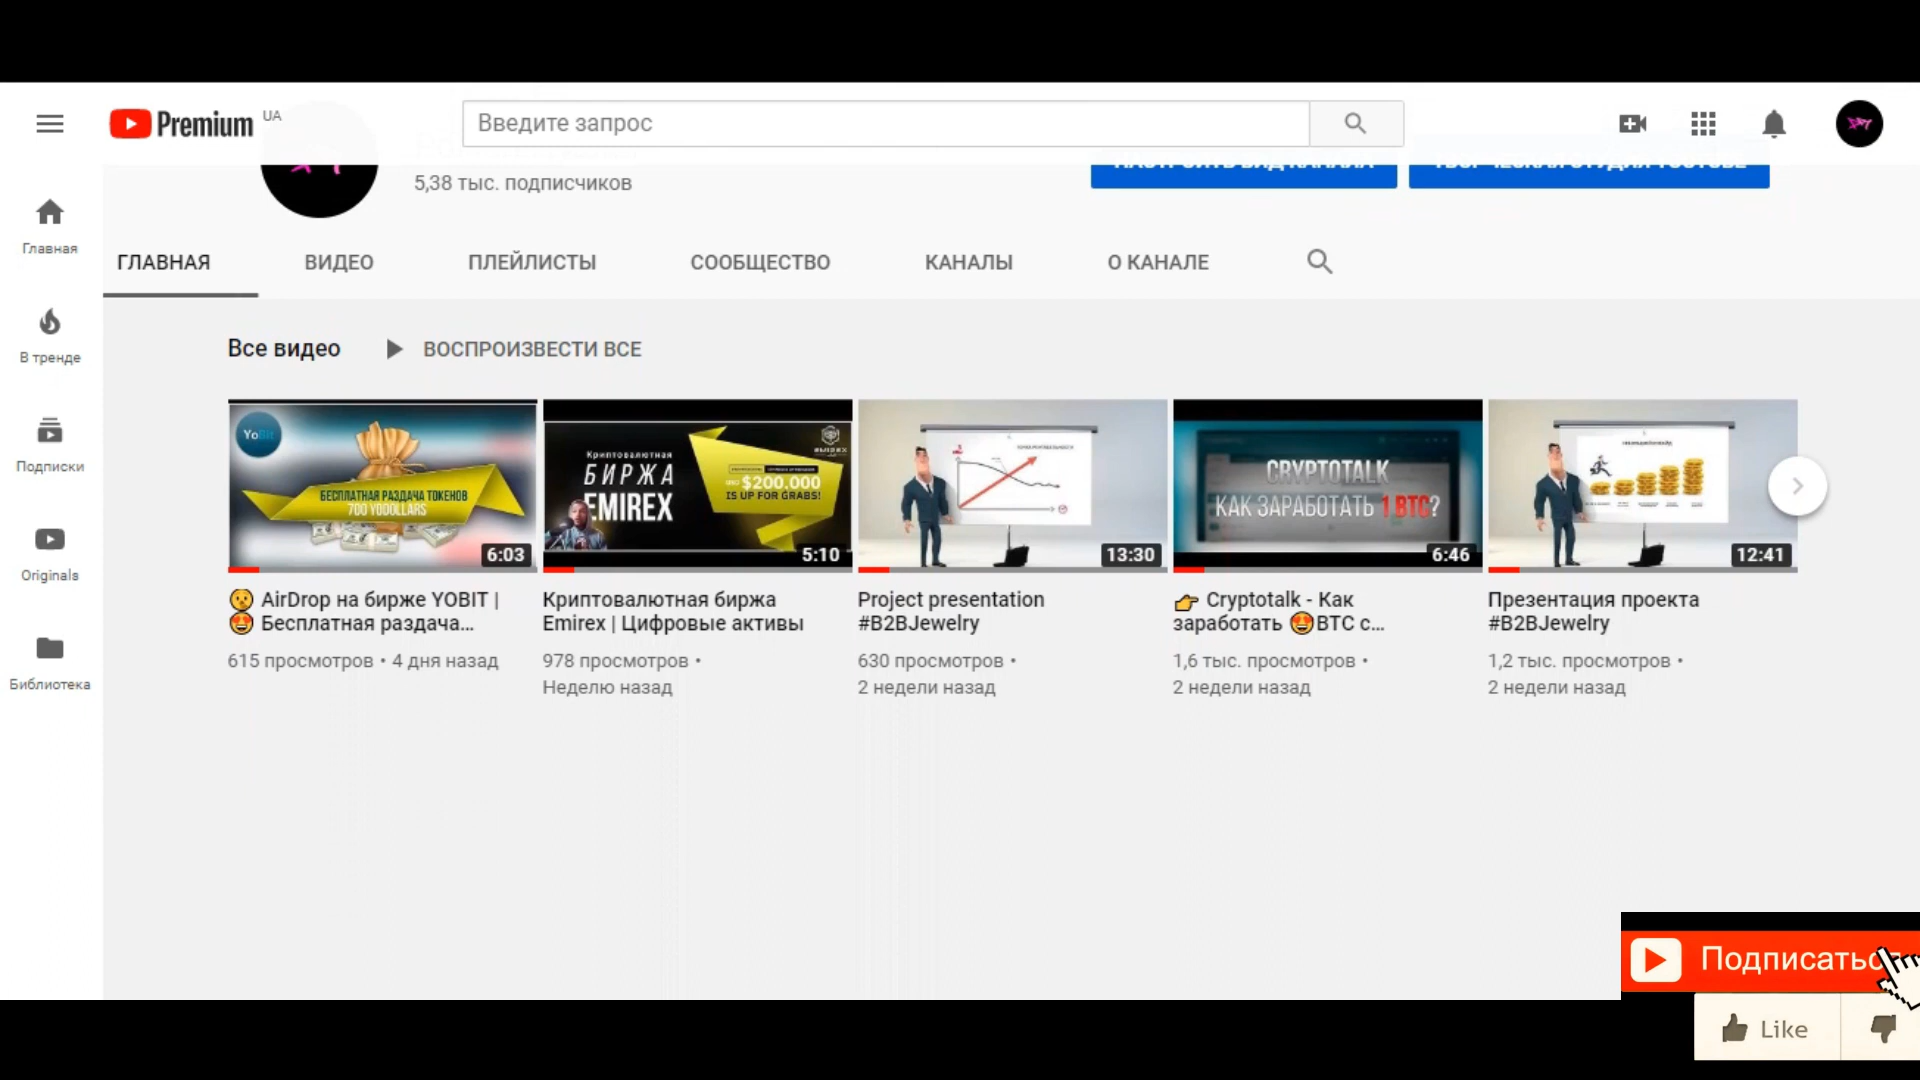 Premium UA
Введите запрос
5,38 тыс. подписчиков
Главная
В тренде
Подписки
Originals
Библиотека
ГЛАВНАЯ
ВИДЕО
ПЛЕЙЛИСТЫ
СООБЩЕСТВО
КАНАЛЫ
О КАНАЛЕ
Все видео
ВОСПРОИЗВЕСТИ ВСЕ
YoBit
БЕСПЛАТНАЯ РАЗДАЧА ТОКЕНОВ
700 YODOLLARS
6:03
Криптовалютная
БИРЖА
EMIREX
$200.000
IS UP FOR GRABS!
5:10
13:30
CRYPTOTALK
КАК ЗАРАБОТАТЬ 1 BTC?
6:46
12:41
AirDrop на бирже YOBIT |
Бесплатная раздача...
615 просмотров • 4 дня назад
Криптовалютная биржа
Emirex | Цифровые активы
978 просмотров •
Неделю назад
Project presentation
#B2BJewelry
630 просмотров •
2 недели назад
👉 Cryptotalk - Как
заработать 🤩BTC с...
1,6 тыс. просмотров •
2 недели назад
Презентация проекта
#B2BJewelry
1,2 тыс. просмотров •
2 недели назад
Подписаться
Like